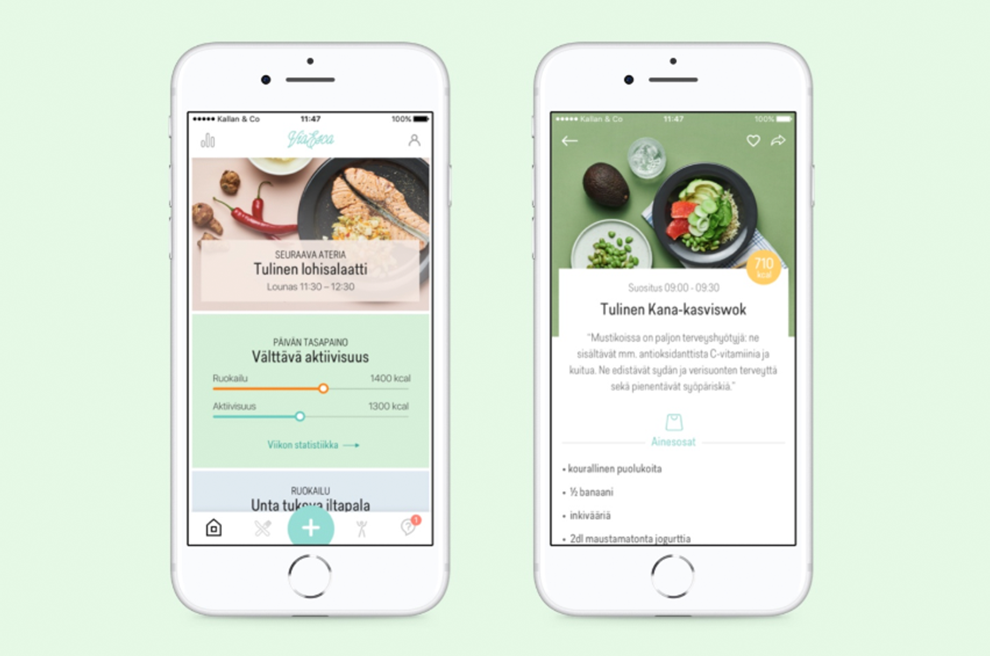 Kallan & Co 11:47 100%
ViaEsca
SEURAAVA ATERIA
Tulinen lohisalaatti
Lounas 11:30 – 12:30
PÄIVÄN TASAPAINO
Välttävä aktiivisuus
Ruokailu 1400 kcal
Aktiivisuus 1300 kcal
Viikon statistiikka
RUOKAILU
Unta tukeva iltapala
1
Kallan & Co 11:47 100%
710
kcal
Suositus 09:00 - 09:30
Tulinen Kana-kasviswok
"Mustikoissa on paljon terveyshyötyjä: ne
sisältävät mm. antioksidanttista C-vitamiinia ja
kuitua. Ne edistävät sydän ja verisuonten terveyttä
sekä pienentävät syöpäriskiä."
Ainesosat
• kourallinen puolukoita
• ½ banaani
• inkivääriä
• 2dl maustamatonta jogurttia